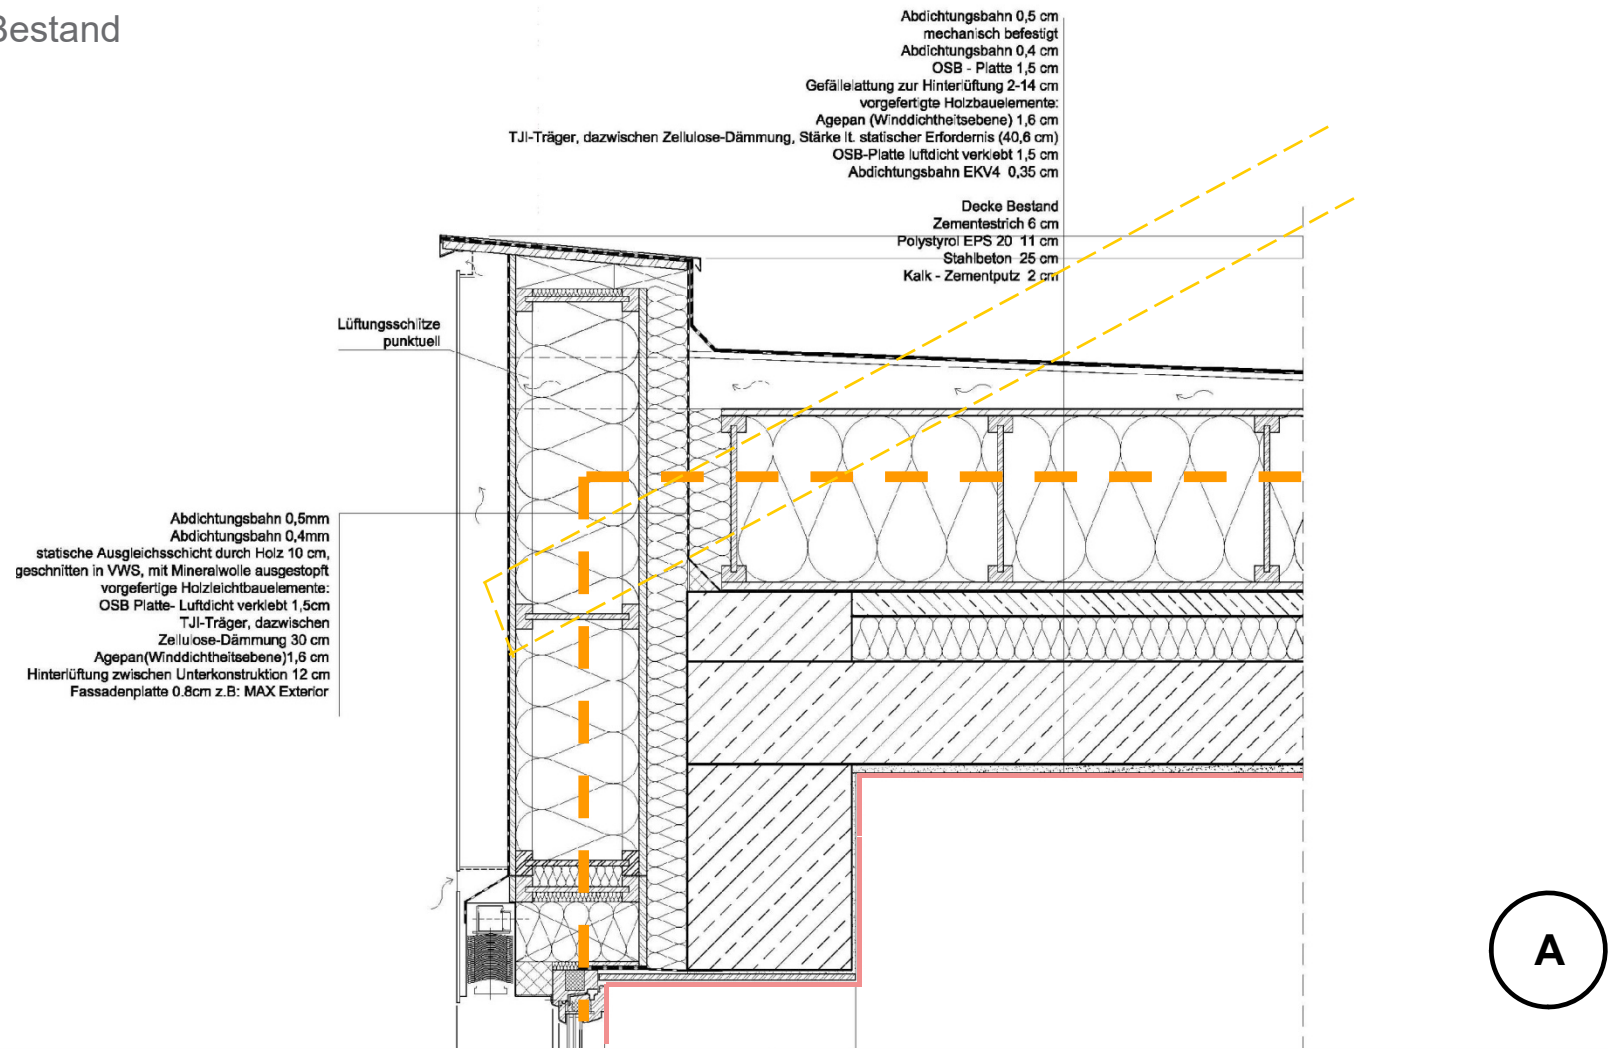 Bestand
Abdichtungsbahn 0,5 cm
mechanisch befestigt
Abdichtungsbahn 0,4 cm
OSB - Platte 1,5 cm
Gefällelattung zur Hinterlüftung 2-14 cm
vorgefertigte Holzbauelemente:
Agepan (Winddichtheitsebene) 1,6 cm
TJI-Träger, dazwischen Zellulose-Dämmung, Stärke lt. statischer Erfordernis (40,6 cm)
OSB-Platte luftdicht verklebt 1,5 cm
Abdichtungsbahn EKV4 0,35 cm
Decke Bestand
Zementestrich 6 cm
Polystyrol EPS 20 11 cm
Stahlbeton 25 cm
Kalk - Zementputz 2 cm
Lüftungsschlitze
punktuell
Abdichtungsbahn 0,5mm
Abdichtungsbahn 0,4mm
statische Ausgleichsschicht durch Holz 10 cm,
geschnitten in VWS, mit Mineralwolle ausgestopft
vorgefertige Holzleichtbauelemente:
OSB Platte- Luftdicht verklebt 1,5cm
TJI-Träger, dazwischen
Zellulose-Dämmung 30 cm
Agepan(Winddichtheitsebene)1,6 cm
Hinterlüftung zwischen Unterkonstruktion 12 cm
Fassadenplatte 0.8cm z.B: MAX Exterior
A